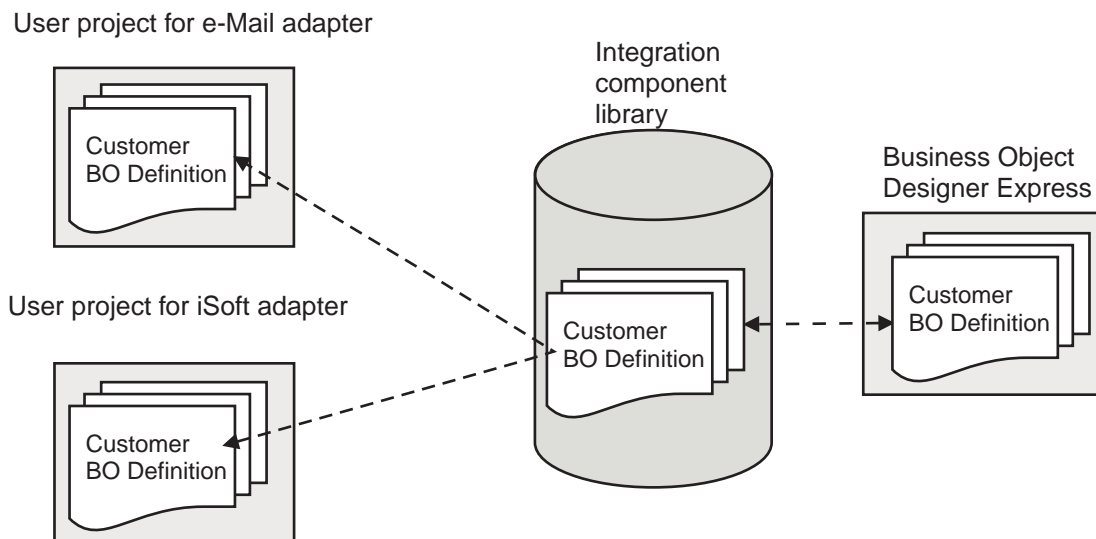 User project for e-Mail adapter
Customer
BO Definition
Integration
component
library
Business Object
Designer Express
Customer
BO Definition
User project for iSoft adapter
Customer
BO Definition
Customer
BO Definition